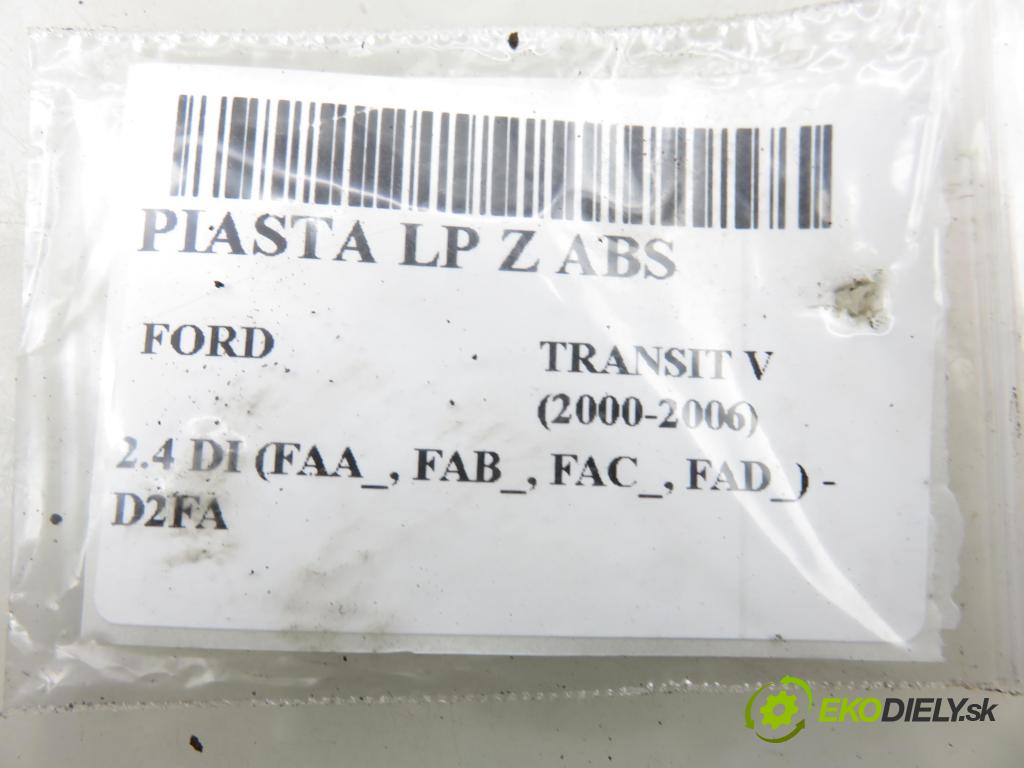 PIASTA LP Z ABS
FORD
TRANSIT V
(2000-2006)
2.4 DI (FAA_, FAB_, FAC_, FAD_) -
D2FA
EKODIELY.sk